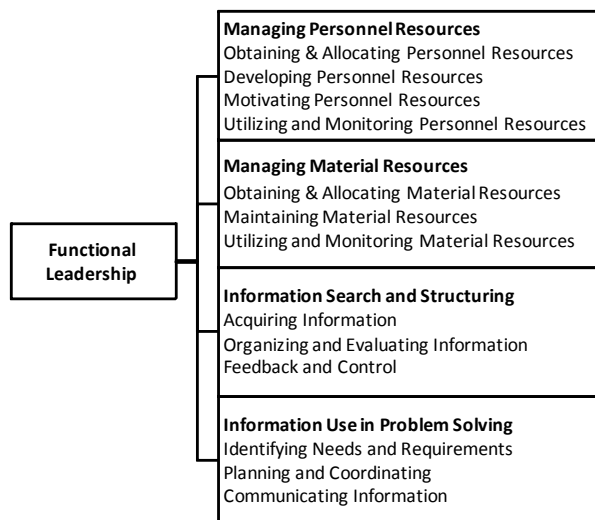 Functional
Leadership
Managing Personnel Resources
Obtaining & Allocating Personnel Resources
Developing Personnel Resources
Motivating Personnel Resources
Utilizing and Monitoring Personnel Resources
Managing Material Resources
Obtaining & Allocating Material Resources
Maintaining Material Resources
Utilizing and Monitoring Material Resources
Information Search and Structuring
Acquiring Information
Organizing and Evaluating Information
Feedback and Control
Information Use in Problem Solving
Identifying Needs and Requirements
Planning and Coordinating
Communicating Information